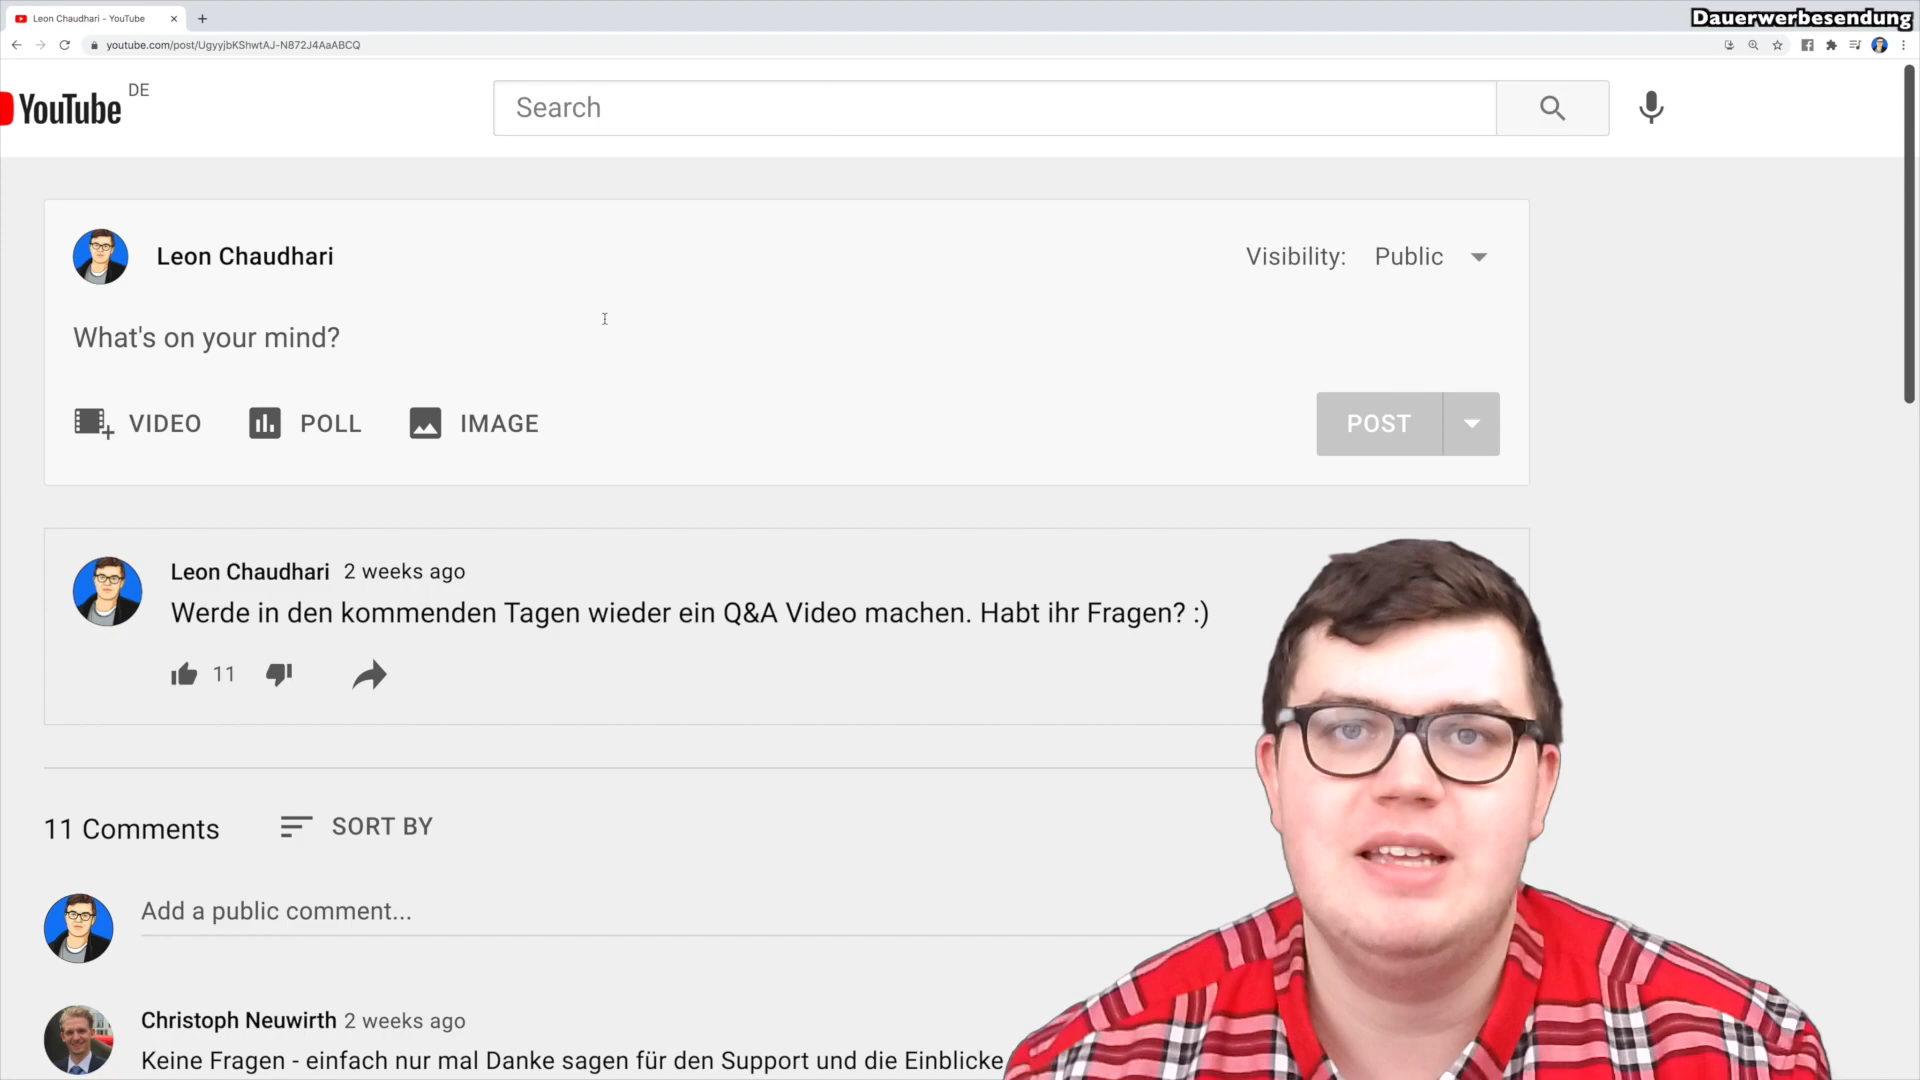 Leon Chaudhari - YouTube
Dauerwerbesendung
youtube.com/post/UgyyjbKShwtAJ-N872J4AaABCQ
YouTube DE
Search
Leon Chaudhari
Visibility: Public
What's on your mind?
VIDEO POLL IMAGE
POST
Leon Chaudhari 2 weeks ago
Werde in den kommenden Tagen wieder ein Q&A Video machen. Habt ihr Fragen? :)
11
11 Comments SORT BY
Add a public comment...
Christoph Neuwirth 2 weeks ago
Keine Fragen - einfach nur mal Danke sagen für den Support und die Einblicke